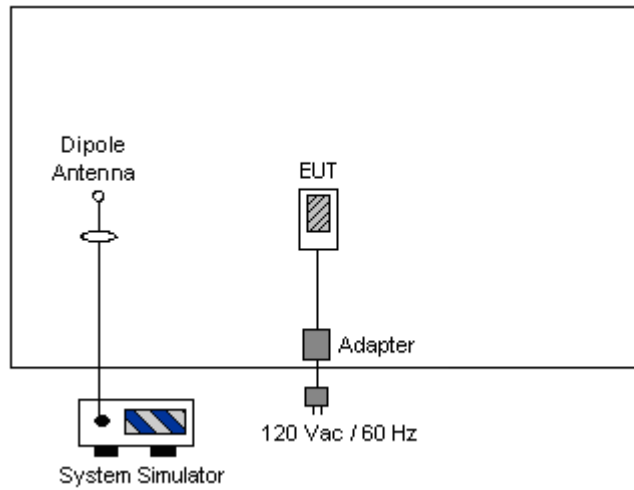 Dipole
Antenna
EUT
Adapter
120 Vac / 60 Hz
System Simulator